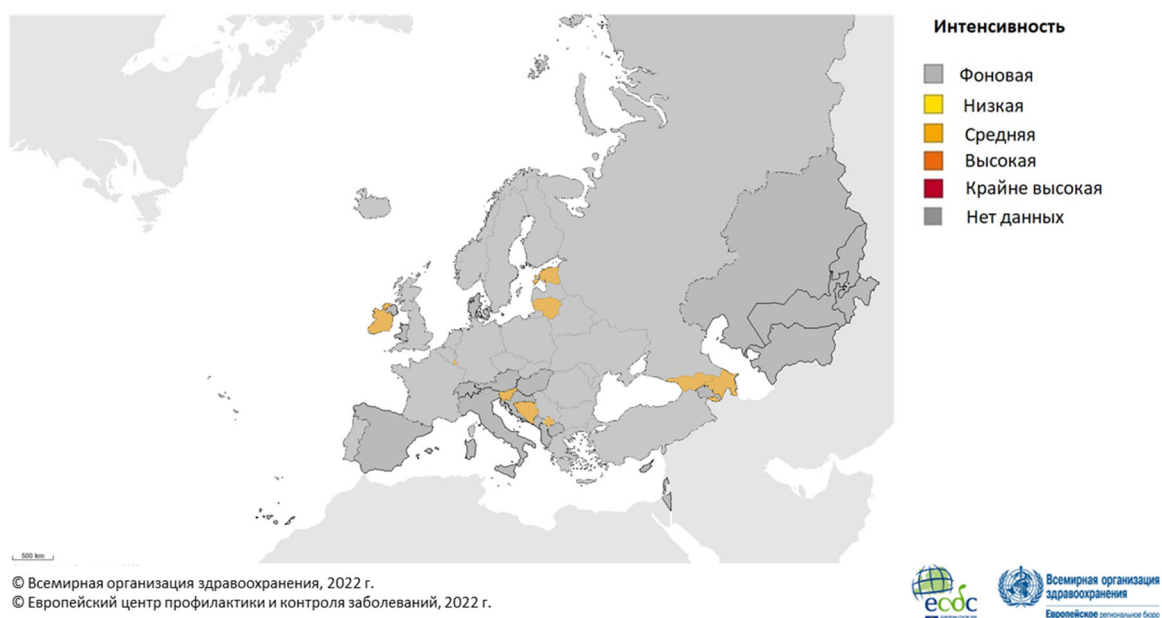 Интенсивность
Фоновая
Низкая
Средняя
Высокая
Крайне высокая
Нет данных
500 km
© Всемирная организация здравоохранения, 2022 г.
© Европейский центр профилактики и контроля заболеваний, 2022 г.
ecdc
Всемирная организация
здравоохранения
Европейское региональное бюро